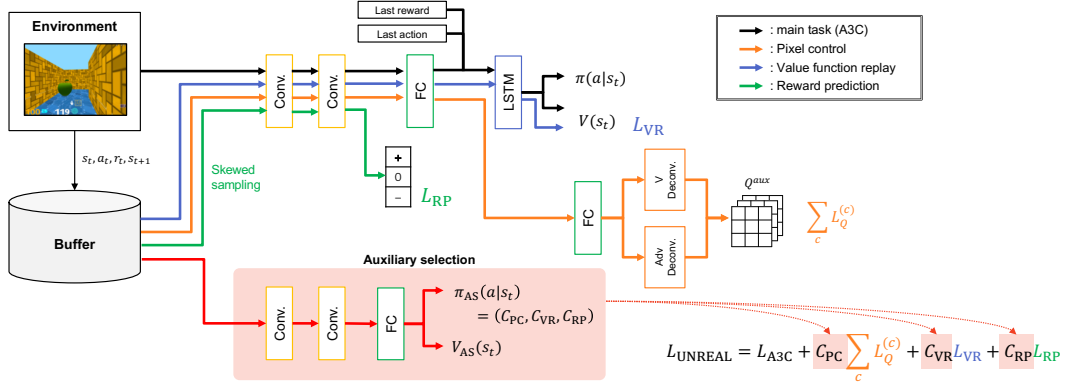 Environment
119
Last reward
Last action
Conv.
Conv.
FC
LSTM
π(a|s_t)
V(s_t)
L_VR
: main task (A3C)
: Pixel control
: Value function replay
: Reward prediction
s_t, a_t, r_t, s_{t+1}
Skewed
sampling
+
0
−
L_RP
Buffer
FC
V
Deconv.
Adv
Deconv.
Q^{aux}
∑_c L_Q^{(c)}
Auxiliary selection
Conv.
Conv.
FC
π_AS(a|s_t)
= (C_PC, C_VR, C_RP)
V_AS(s_t)
L_UNREAL = L_A3C + C_PC ∑_c L_Q^{(c)} + C_VR L_VR + C_RP L_RP